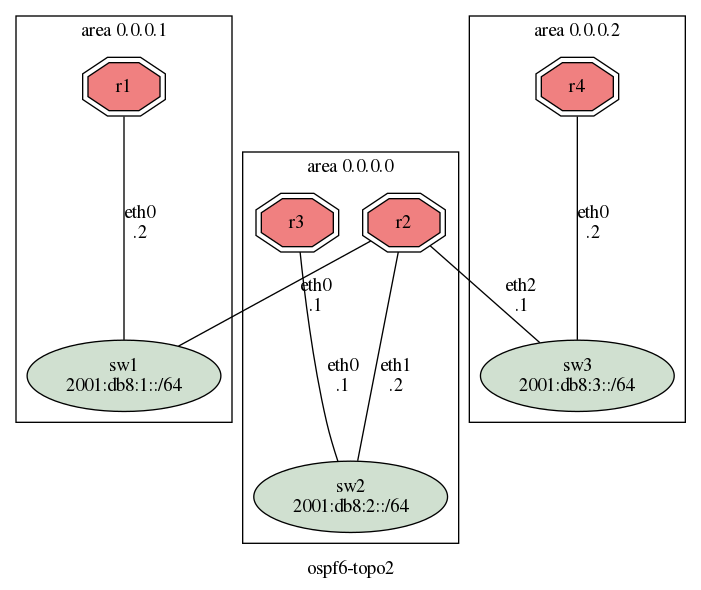 area 0.0.0.1
r1
eth0
.2
sw1
2001:db8:1::/64
area 0.0.0.0
r3
r2
eth0
.1
eth0
.1
eth1
.2
sw2
2001:db8:2::/64
area 0.0.0.2
r4
eth2
.1
eth0
.2
sw3
2001:db8:3::/64
ospf6-topo2